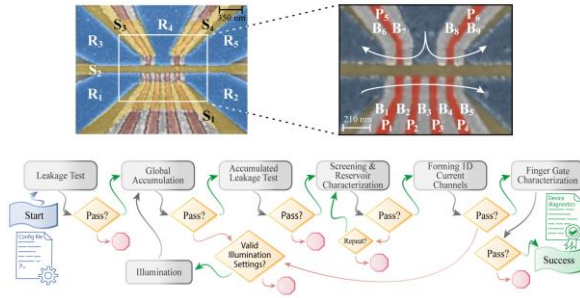 S₃ R₄ S₄
350 nm
R₃ R₅
S₂
R₁ R₂
S₁
P₅ P₆
B₆ B₇ B₈ B₉
B₁ B₂ B₃ B₄ B₅
P₁ P₂ P₃ P₄
210 nm
Leakage Test
Global
Accumulation
Accumulated
Leakage Test
Screening &
Reservoir
Characterization
Forming 1D
Current
Channels
Finger Gate
Characterization
Start
Pass?
Pass?
Pass?
Pass?
Pass?
Pass?
Repeat?
Device
diagnostics
Success
Config file
Illumination
Valid
Illumination
Settings?